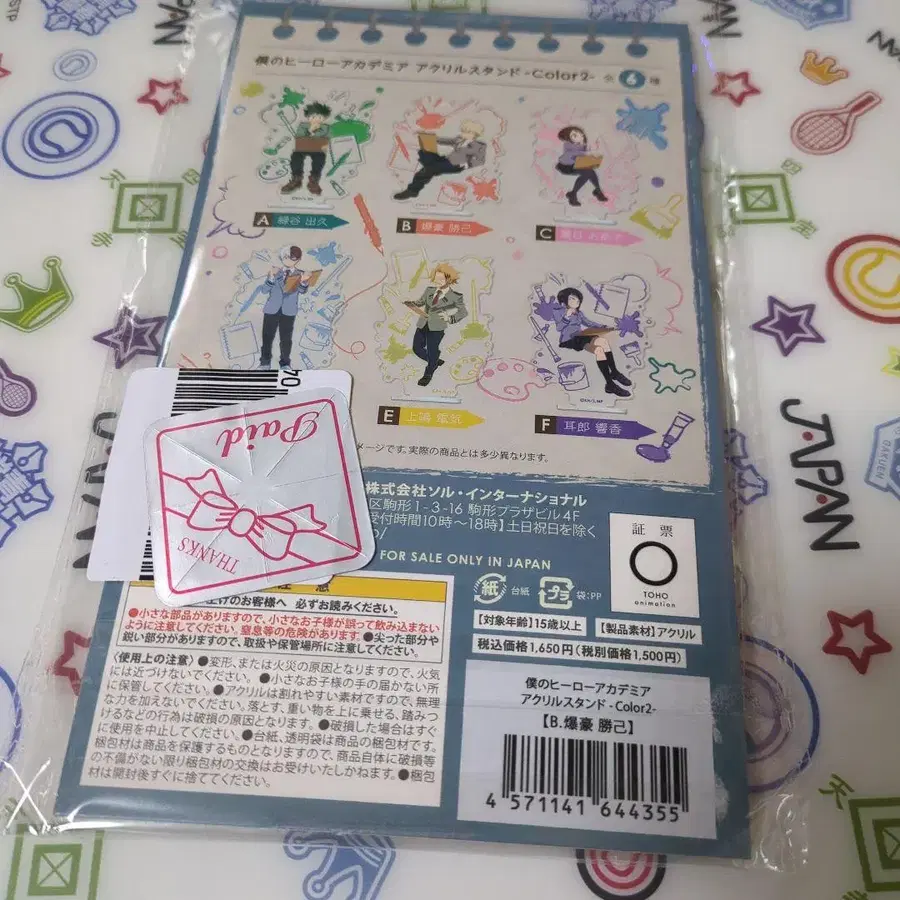 僕のヒーローアカデミア アクリルスタンド -Color2- 全6種
A 緑谷 出久
B 爆豪 勝己
C 麗日 お茶子
E 上鳴 電気
F 耳郎 響香
メージです。実際の商品とは多少異なります。
株式会社ソル・インターナショナル
区駒形1-3-16 駒形プラザビル4F
受付時間10時～18時】土日祝日を除く
FOR SALE ONLY IN JAPAN
証票
TOHO
animation
紙 台紙 プラ 袋:PP
【対象年齢】15歳以上 【製品素材】アクリル
税込価格1,650円(税別価格1,500円)
僕のヒーローアカデミア
アクリルスタンド -Color2-
【B.爆豪 勝己】
4 571141 644355
04
Paid
THANKS
上げのお客様へ 必ずお読みください。
●小さな部品がありますので、小さなお子様が誤って飲み込まない
ように注意してください。窒息等の危険があります。●尖った部分や
鋭い部分がありますので、取扱や保管場所に注意してください。
〈使用上の注意〉●変形、または火災の原因となりますので、火気
には近づけないでください。●小さなお子様の手の届かない所
に保管してください。●アクリルは割れやすい素材ですので、無理
な力を加えないでください。落とす、重い物を上に乗せる、踏みつ
けるなどの行為は破損の原因となります。●破損した場合はすぐ
に使用を中止してください。●台紙、透明袋は商品の梱包材です。
梱包材は商品を保護するものとなりますので、商品自体に破損等
の不備がない限り梱包材の交換はお受けいたしかねます。●梱包
材は開封後すぐに捨ててください。
JAPAN
JAPAN